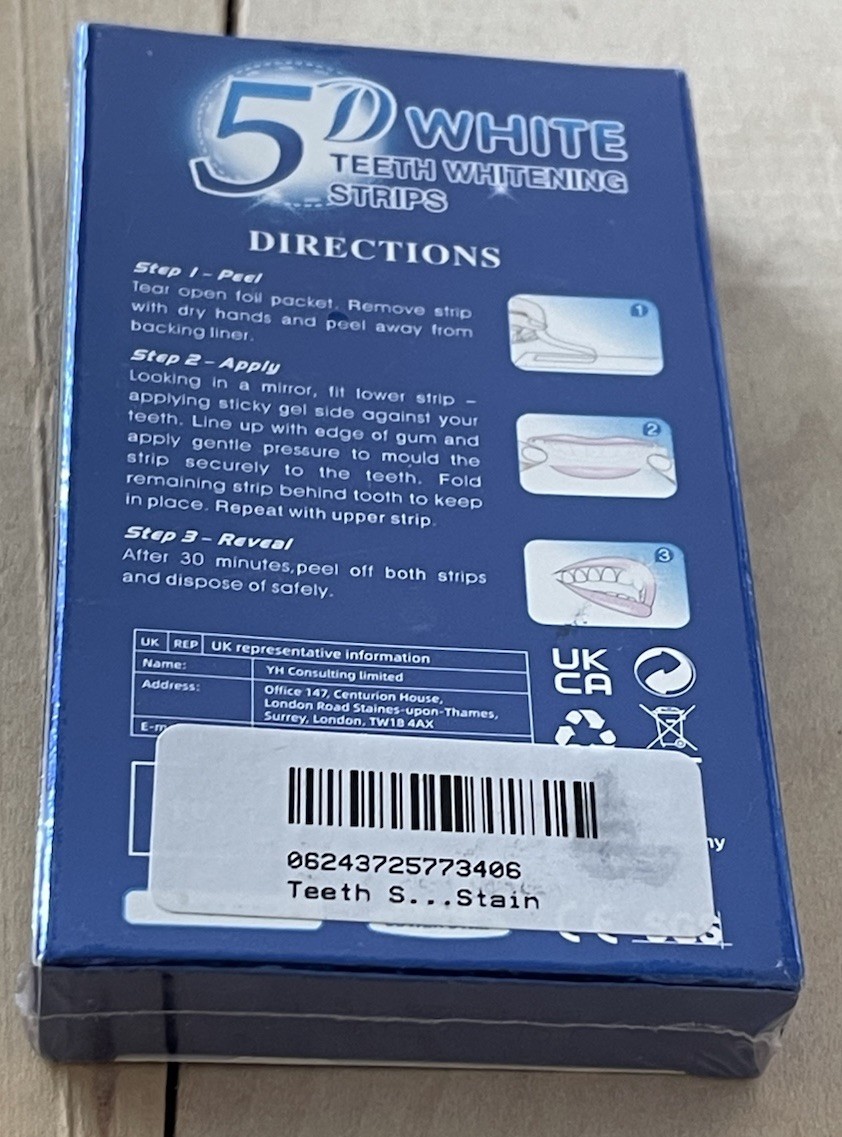 5D WHITE
TEETH WHITENING
STRIPS
DIRECTIONS
Step 1 – Peel
Tear open foil packet. Remove strip
with dry hands and peel away from
backing liner.
1
Step 2 – Apply
Looking in a mirror, fit lower strip –
applying sticky gel side against your
teeth. Line up with edge of gum and
apply gentle pressure to mould the
strip securely to the teeth. Fold
remaining strip behind tooth to keep
in place. Repeat with upper strip.
2
Step 3 – Reveal
After 30 minutes,peel off both strips
and dispose of safely.
3
UK REP UK representative information
Name: YH Consulting limited
Address: Office 147, Centurion House,
London Road Staines-upon-Thames,
Surrey, London, TW18 4AX
UK
CA
06243725773406
Teeth S...Stain
CE SGS